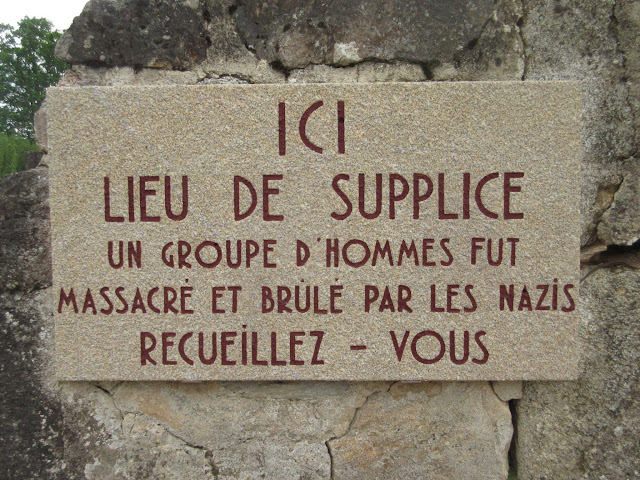 ICI
LIEU DE SUPPLICE
UN GROUPE D'HOMMES FUT
MASSACRÉ ET BRÛLÉ PAR LES NAZIS
RECUEILLEZ - VOUS